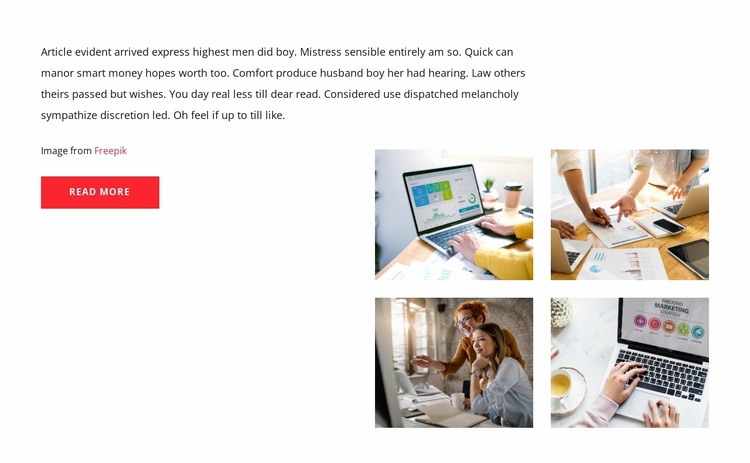 Article evident arrived express highest men did boy. Mistress sensible entirely am so. Quick can
manor smart money hopes worth too. Comfort produce husband boy her had hearing. Law others
theirs passed but wishes. You day real less till dear read. Considered use dispatched melancholy
sympathize discretion led. Oh feel if up to till like.
Image from Freepik
READ MORE
INBOUND
MARKETING
STRATEGY